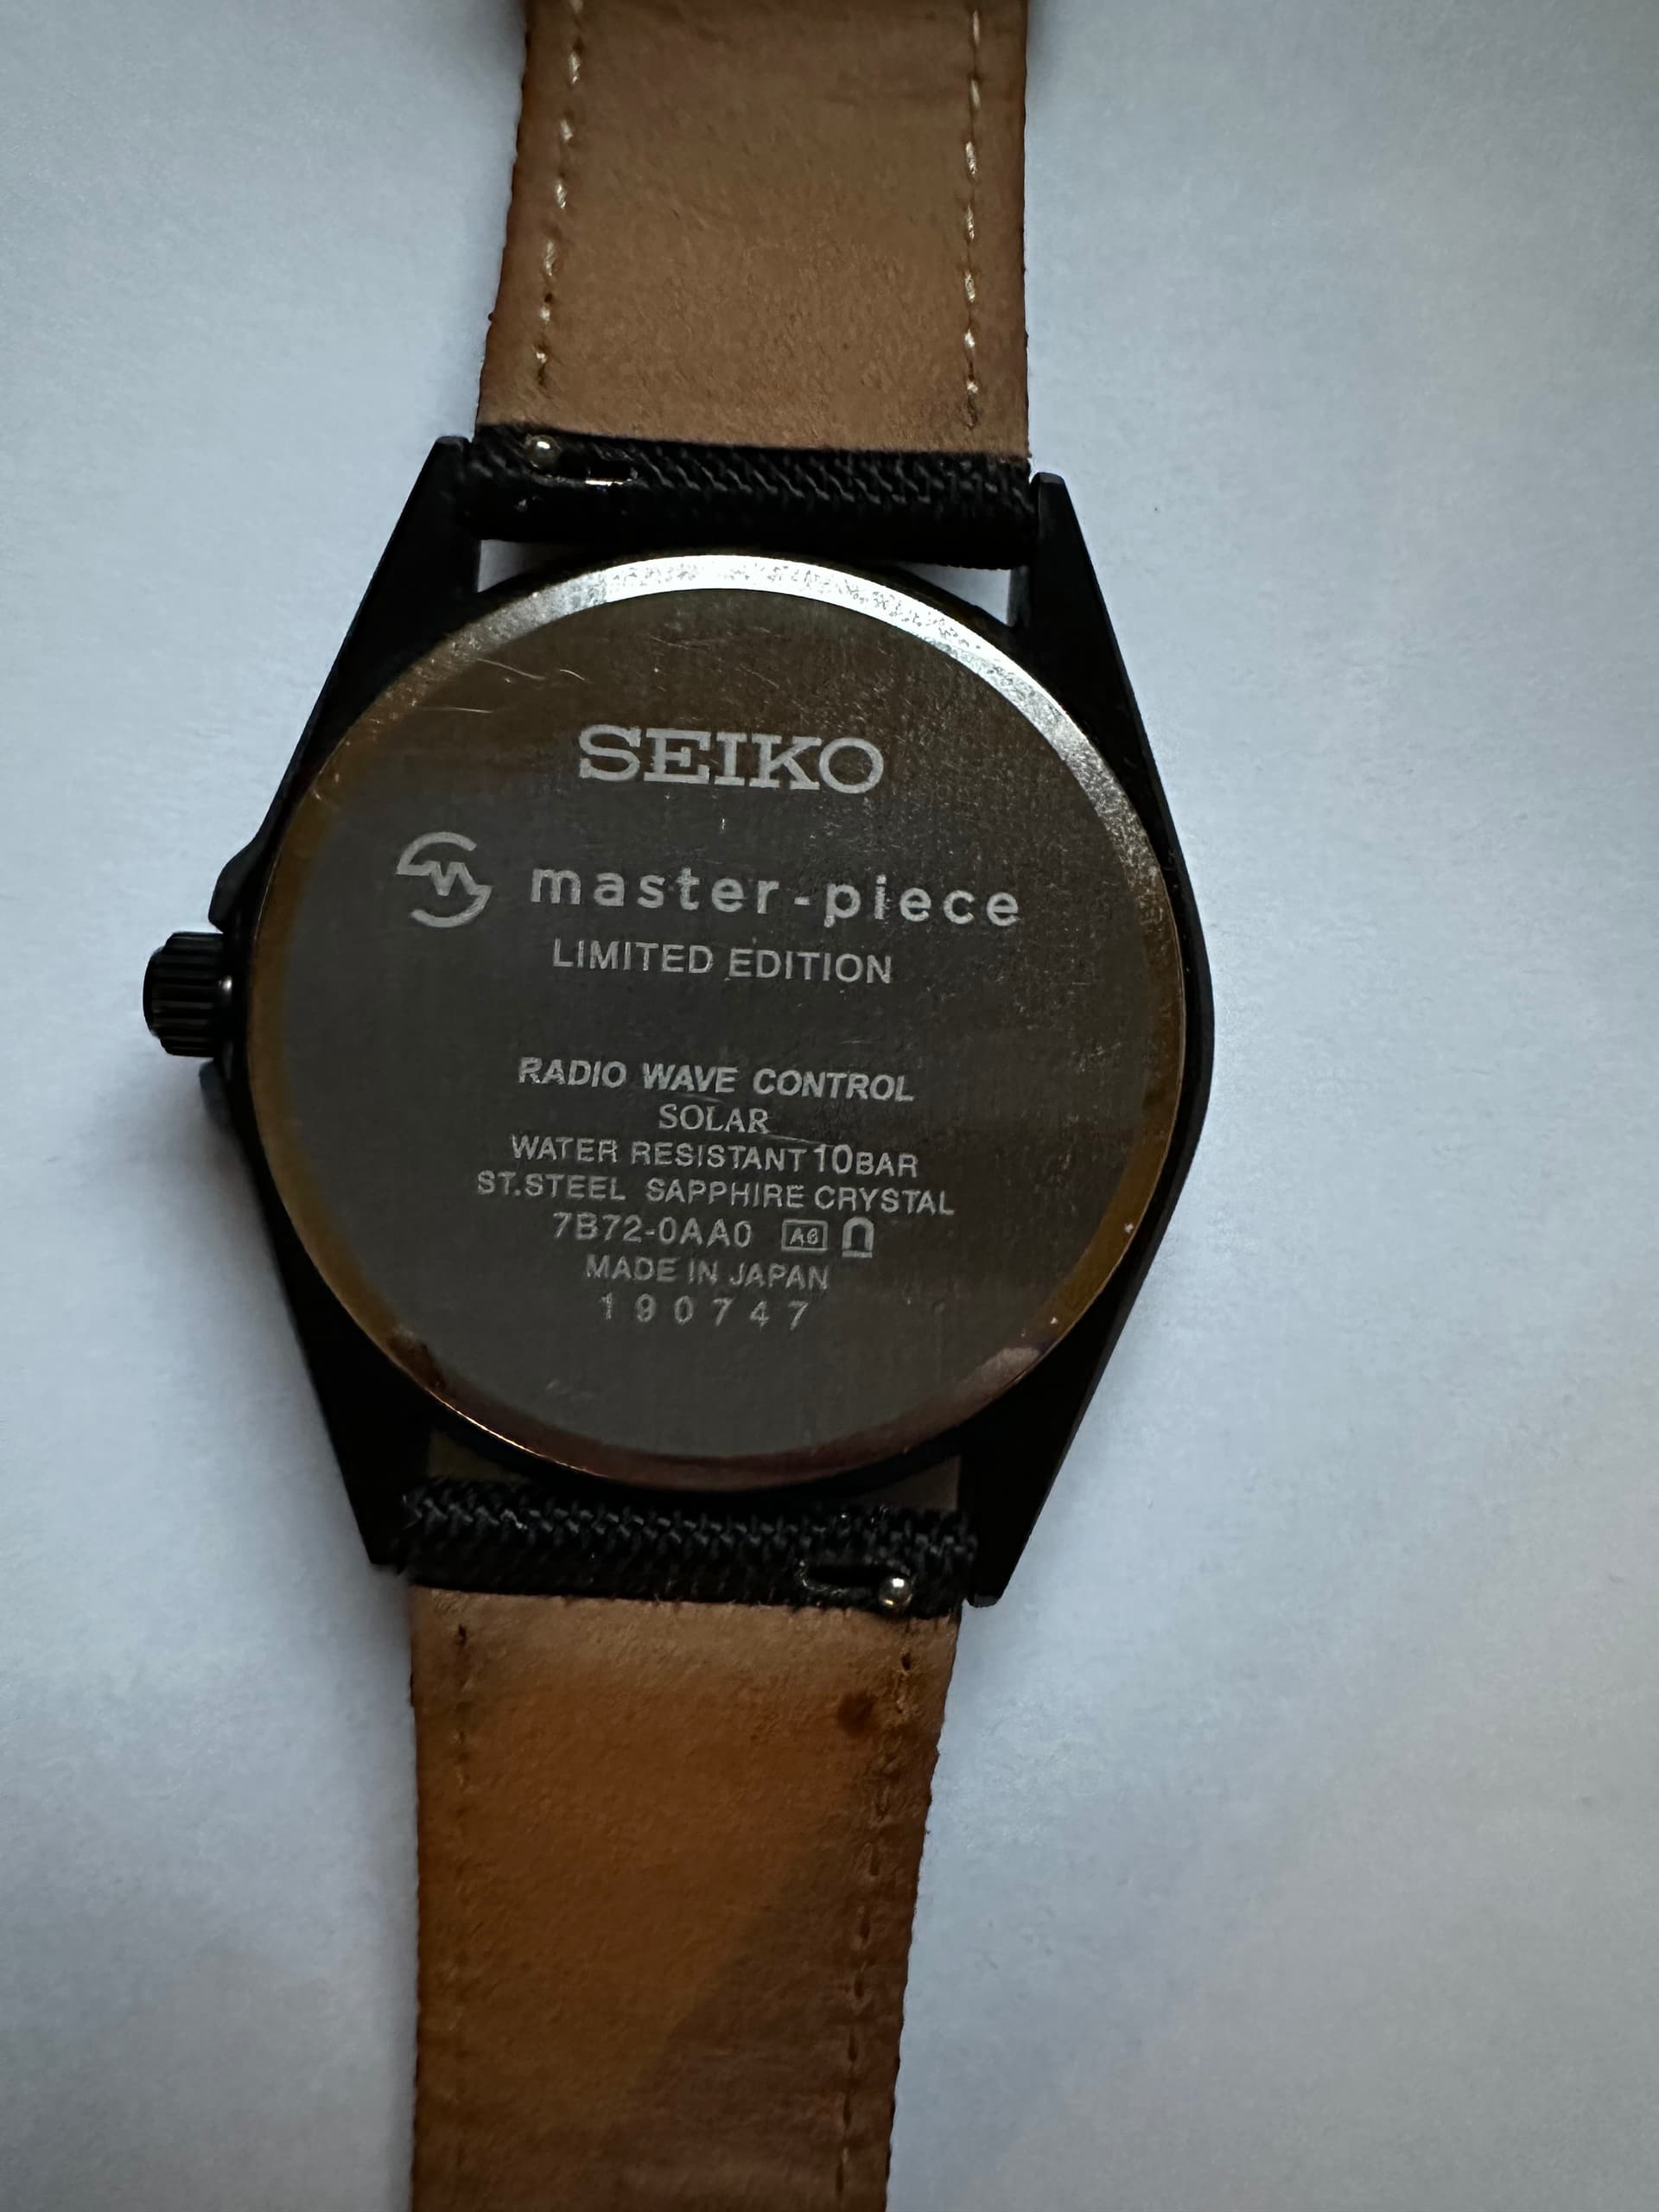 SEIKO
master-piece
LIMITED EDITION
RADIO WAVE CONTROL
SOLAR
WATER RESISTANT 10BAR
ST.STEEL SAPPHIRE CRYSTAL
7B72-0AA0 A6
MADE IN JAPAN
190747